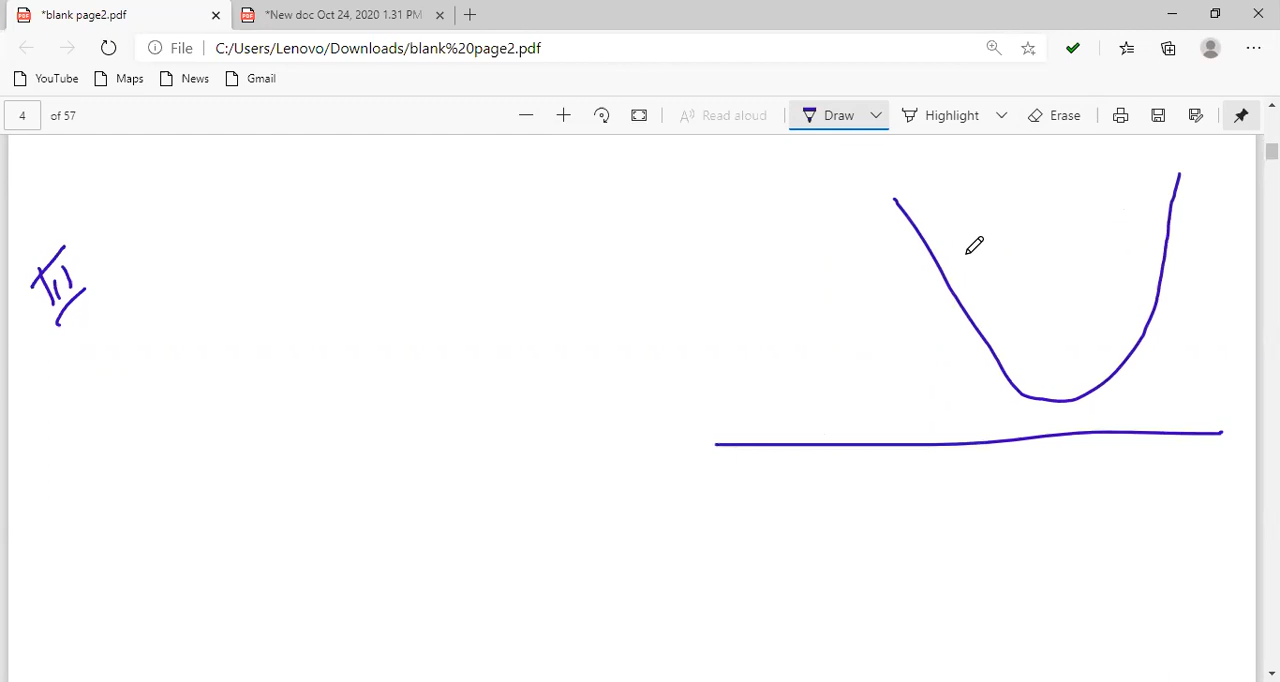 *blank page2.pdf
*New doc Oct 24, 2020 1.31 PM
File C:/Users/Lenovo/Downloads/blank%20page2.pdf
YouTube Maps News Gmail
4 of 57 Read aloud Draw Highlight Erase
III